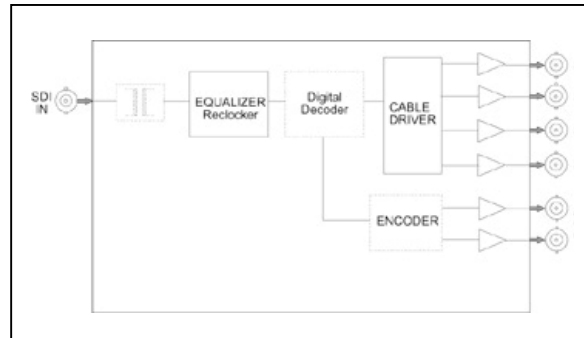 SDI
IN
EQUALIZER
Reclocker
Digital
Decoder
CABLE
DRIVER
ENCODER